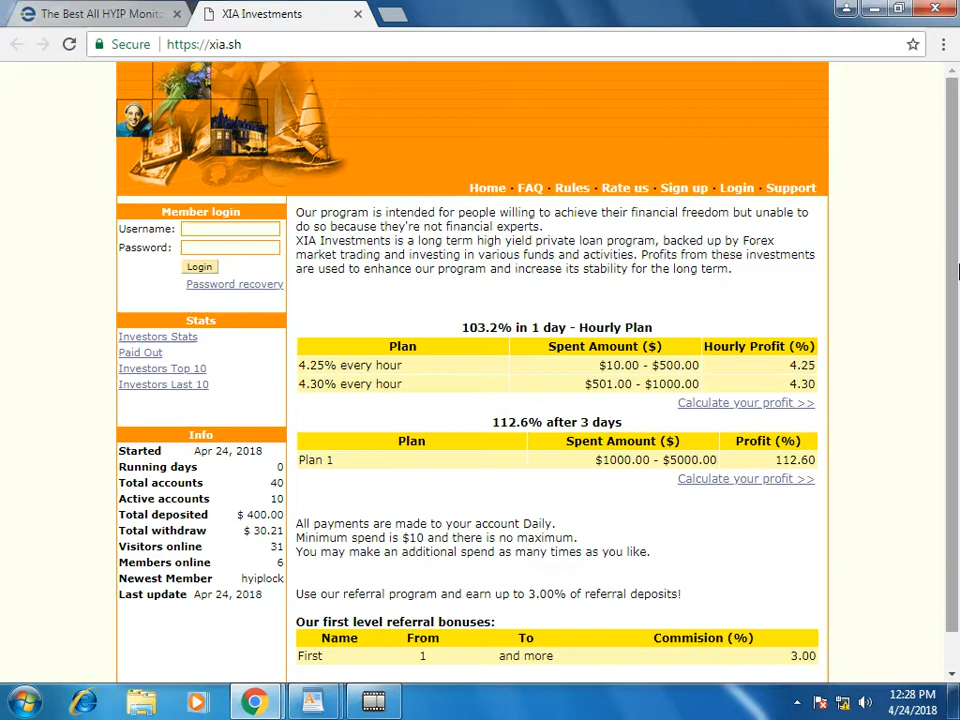 The Best All HYIP Monito
XIA Investments
Secure
https://xia.sh
Home · FAQ · Rules · Rate us · Sign up · Login · Support
Member login
Username:
Password:
Login
Password recovery
Stats
Investors Stats
Paid Out
Investors Top 10
Investors Last 10
Info
Started Apr 24, 2018
Running days 0
Total accounts 40
Active accounts 10
Total deposited $ 400.00
Total withdraw $ 30.21
Visitors online 31
Members online 6
Newest Member hyiplock
Last update Apr 24, 2018
Our program is intended for people willing to achieve their financial freedom but unable to
do so because they're not financial experts.
XIA Investments is a long term high yield private loan program, backed up by Forex
market trading and investing in various funds and activities. Profits from these investments
are used to enhance our program and increase its stability for the long term.
103.2% in 1 day - Hourly Plan
Plan Spent Amount ($) Hourly Profit (%)
4.25% every hour $10.00 - $500.00 4.25
4.30% every hour $501.00 - $1000.00 4.30
Calculate your profit >>
112.6% after 3 days
Plan Spent Amount ($) Profit (%)
Plan 1 $1000.00 - $5000.00 112.60
Calculate your profit >>
All payments are made to your account Daily.
Minimum spend is $10 and there is no maximum.
You may make an additional spend as many times as you like.
Use our referral program and earn up to 3.00% of referral deposits!
Our first level referral bonuses:
Name From To Commision (%)
First 1 and more 3.00
12:28 PM
4/24/2018